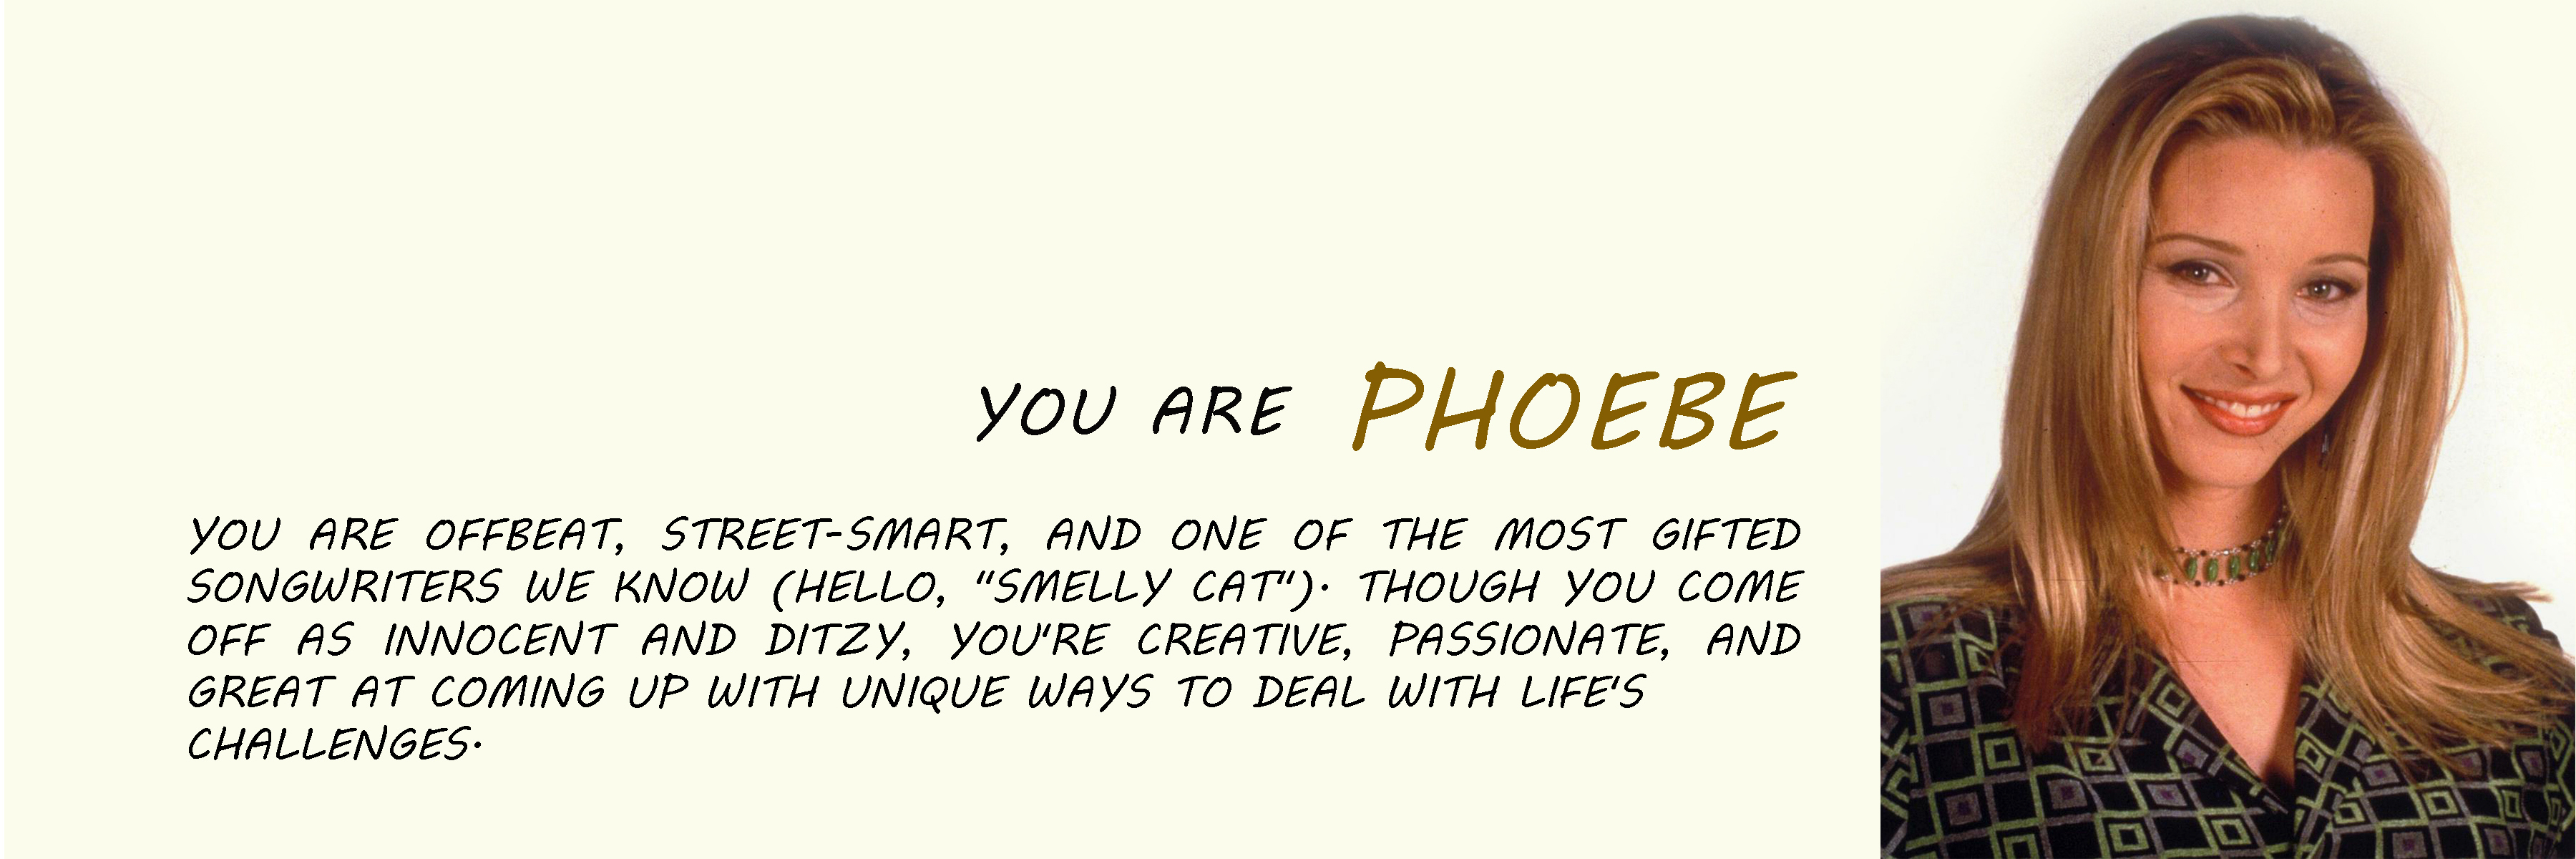 YOU ARE PHOEBE
YOU ARE OFFBEAT, STREET-SMART, AND ONE OF THE MOST GIFTED
SONGWRITERS WE KNOW (HELLO, "SMELLY CAT"). THOUGH YOU COME
OFF AS INNOCENT AND DITZY, YOU'RE CREATIVE, PASSIONATE, AND
GREAT AT COMING UP WITH UNIQUE WAYS TO DEAL WITH LIFE'S
CHALLENGES.